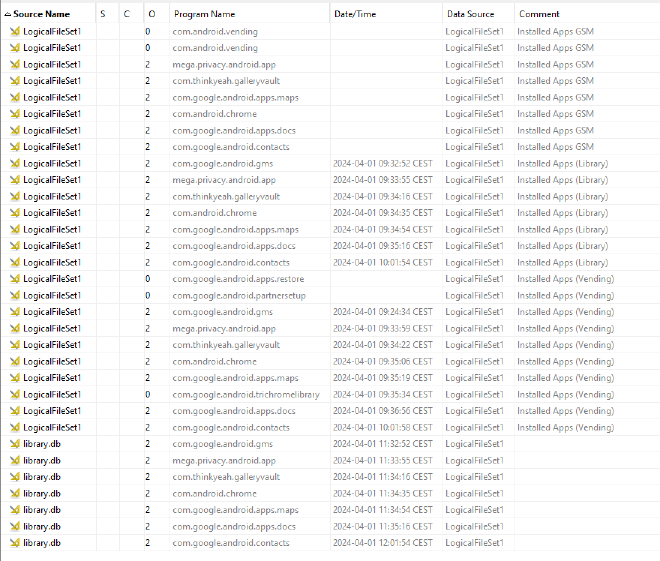 Source Name S C O Program Name Date/Time Data Source Comment
LogicalFileSet1 0 com.android.vending LogicalFileSet1 Installed Apps GSM
LogicalFileSet1 0 com.android.vending LogicalFileSet1 Installed Apps GSM
LogicalFileSet1 2 mega.privacy.android.app LogicalFileSet1 Installed Apps GSM
LogicalFileSet1 2 com.thinkyeah.galleryvault LogicalFileSet1 Installed Apps GSM
LogicalFileSet1 2 com.google.android.apps.maps LogicalFileSet1 Installed Apps GSM
LogicalFileSet1 2 com.android.chrome LogicalFileSet1 Installed Apps GSM
LogicalFileSet1 2 com.google.android.apps.docs LogicalFileSet1 Installed Apps GSM
LogicalFileSet1 2 com.google.android.contacts LogicalFileSet1 Installed Apps GSM
LogicalFileSet1 2 com.google.android.gms 2024-04-01 09:32:52 CEST LogicalFileSet1 Installed Apps (Library)
LogicalFileSet1 2 mega.privacy.android.app 2024-04-01 09:33:55 CEST LogicalFileSet1 Installed Apps (Library)
LogicalFileSet1 2 com.thinkyeah.galleryvault 2024-04-01 09:34:16 CEST LogicalFileSet1 Installed Apps (Library)
LogicalFileSet1 2 com.android.chrome 2024-04-01 09:34:35 CEST LogicalFileSet1 Installed Apps (Library)
LogicalFileSet1 2 com.google.android.apps.maps 2024-04-01 09:34:54 CEST LogicalFileSet1 Installed Apps (Library)
LogicalFileSet1 2 com.google.android.apps.docs 2024-04-01 09:35:16 CEST LogicalFileSet1 Installed Apps (Library)
LogicalFileSet1 2 com.google.android.contacts 2024-04-01 10:01:54 CEST LogicalFileSet1 Installed Apps (Library)
LogicalFileSet1 0 com.google.android.apps.restore LogicalFileSet1 Installed Apps (Vending)
LogicalFileSet1 0 com.google.android.partnersetup LogicalFileSet1 Installed Apps (Vending)
LogicalFileSet1 2 com.google.android.gms 2024-04-01 09:24:34 CEST LogicalFileSet1 Installed Apps (Vending)
LogicalFileSet1 2 mega.privacy.android.app 2024-04-01 09:33:59 CEST LogicalFileSet1 Installed Apps (Vending)
LogicalFileSet1 2 com.thinkyeah.galleryvault 2024-04-01 09:34:22 CEST LogicalFileSet1 Installed Apps (Vending)
LogicalFileSet1 2 com.android.chrome 2024-04-01 09:35:06 CEST LogicalFileSet1 Installed Apps (Vending)
LogicalFileSet1 2 com.google.android.apps.maps 2024-04-01 09:35:19 CEST LogicalFileSet1 Installed Apps (Vending)
LogicalFileSet1 0 com.google.android.trichromelibrary 2024-04-01 09:35:34 CEST LogicalFileSet1 Installed Apps (Vending)
LogicalFileSet1 2 com.google.android.apps.docs 2024-04-01 09:36:56 CEST LogicalFileSet1 Installed Apps (Vending)
LogicalFileSet1 2 com.google.android.contacts 2024-04-01 10:01:58 CEST LogicalFileSet1 Installed Apps (Vending)
library.db 2 com.google.android.gms 2024-04-01 11:32:52 CEST LogicalFileSet1
library.db 2 mega.privacy.android.app 2024-04-01 11:33:55 CEST LogicalFileSet1
library.db 2 com.thinkyeah.galleryvault 2024-04-01 11:34:16 CEST LogicalFileSet1
library.db 2 com.android.chrome 2024-04-01 11:34:35 CEST LogicalFileSet1
library.db 2 com.google.android.apps.maps 2024-04-01 11:34:54 CEST LogicalFileSet1
library.db 2 com.google.android.apps.docs 2024-04-01 11:35:16 CEST LogicalFileSet1
library.db 2 com.google.android.contacts 2024-04-01 12:01:54 CEST LogicalFileSet1